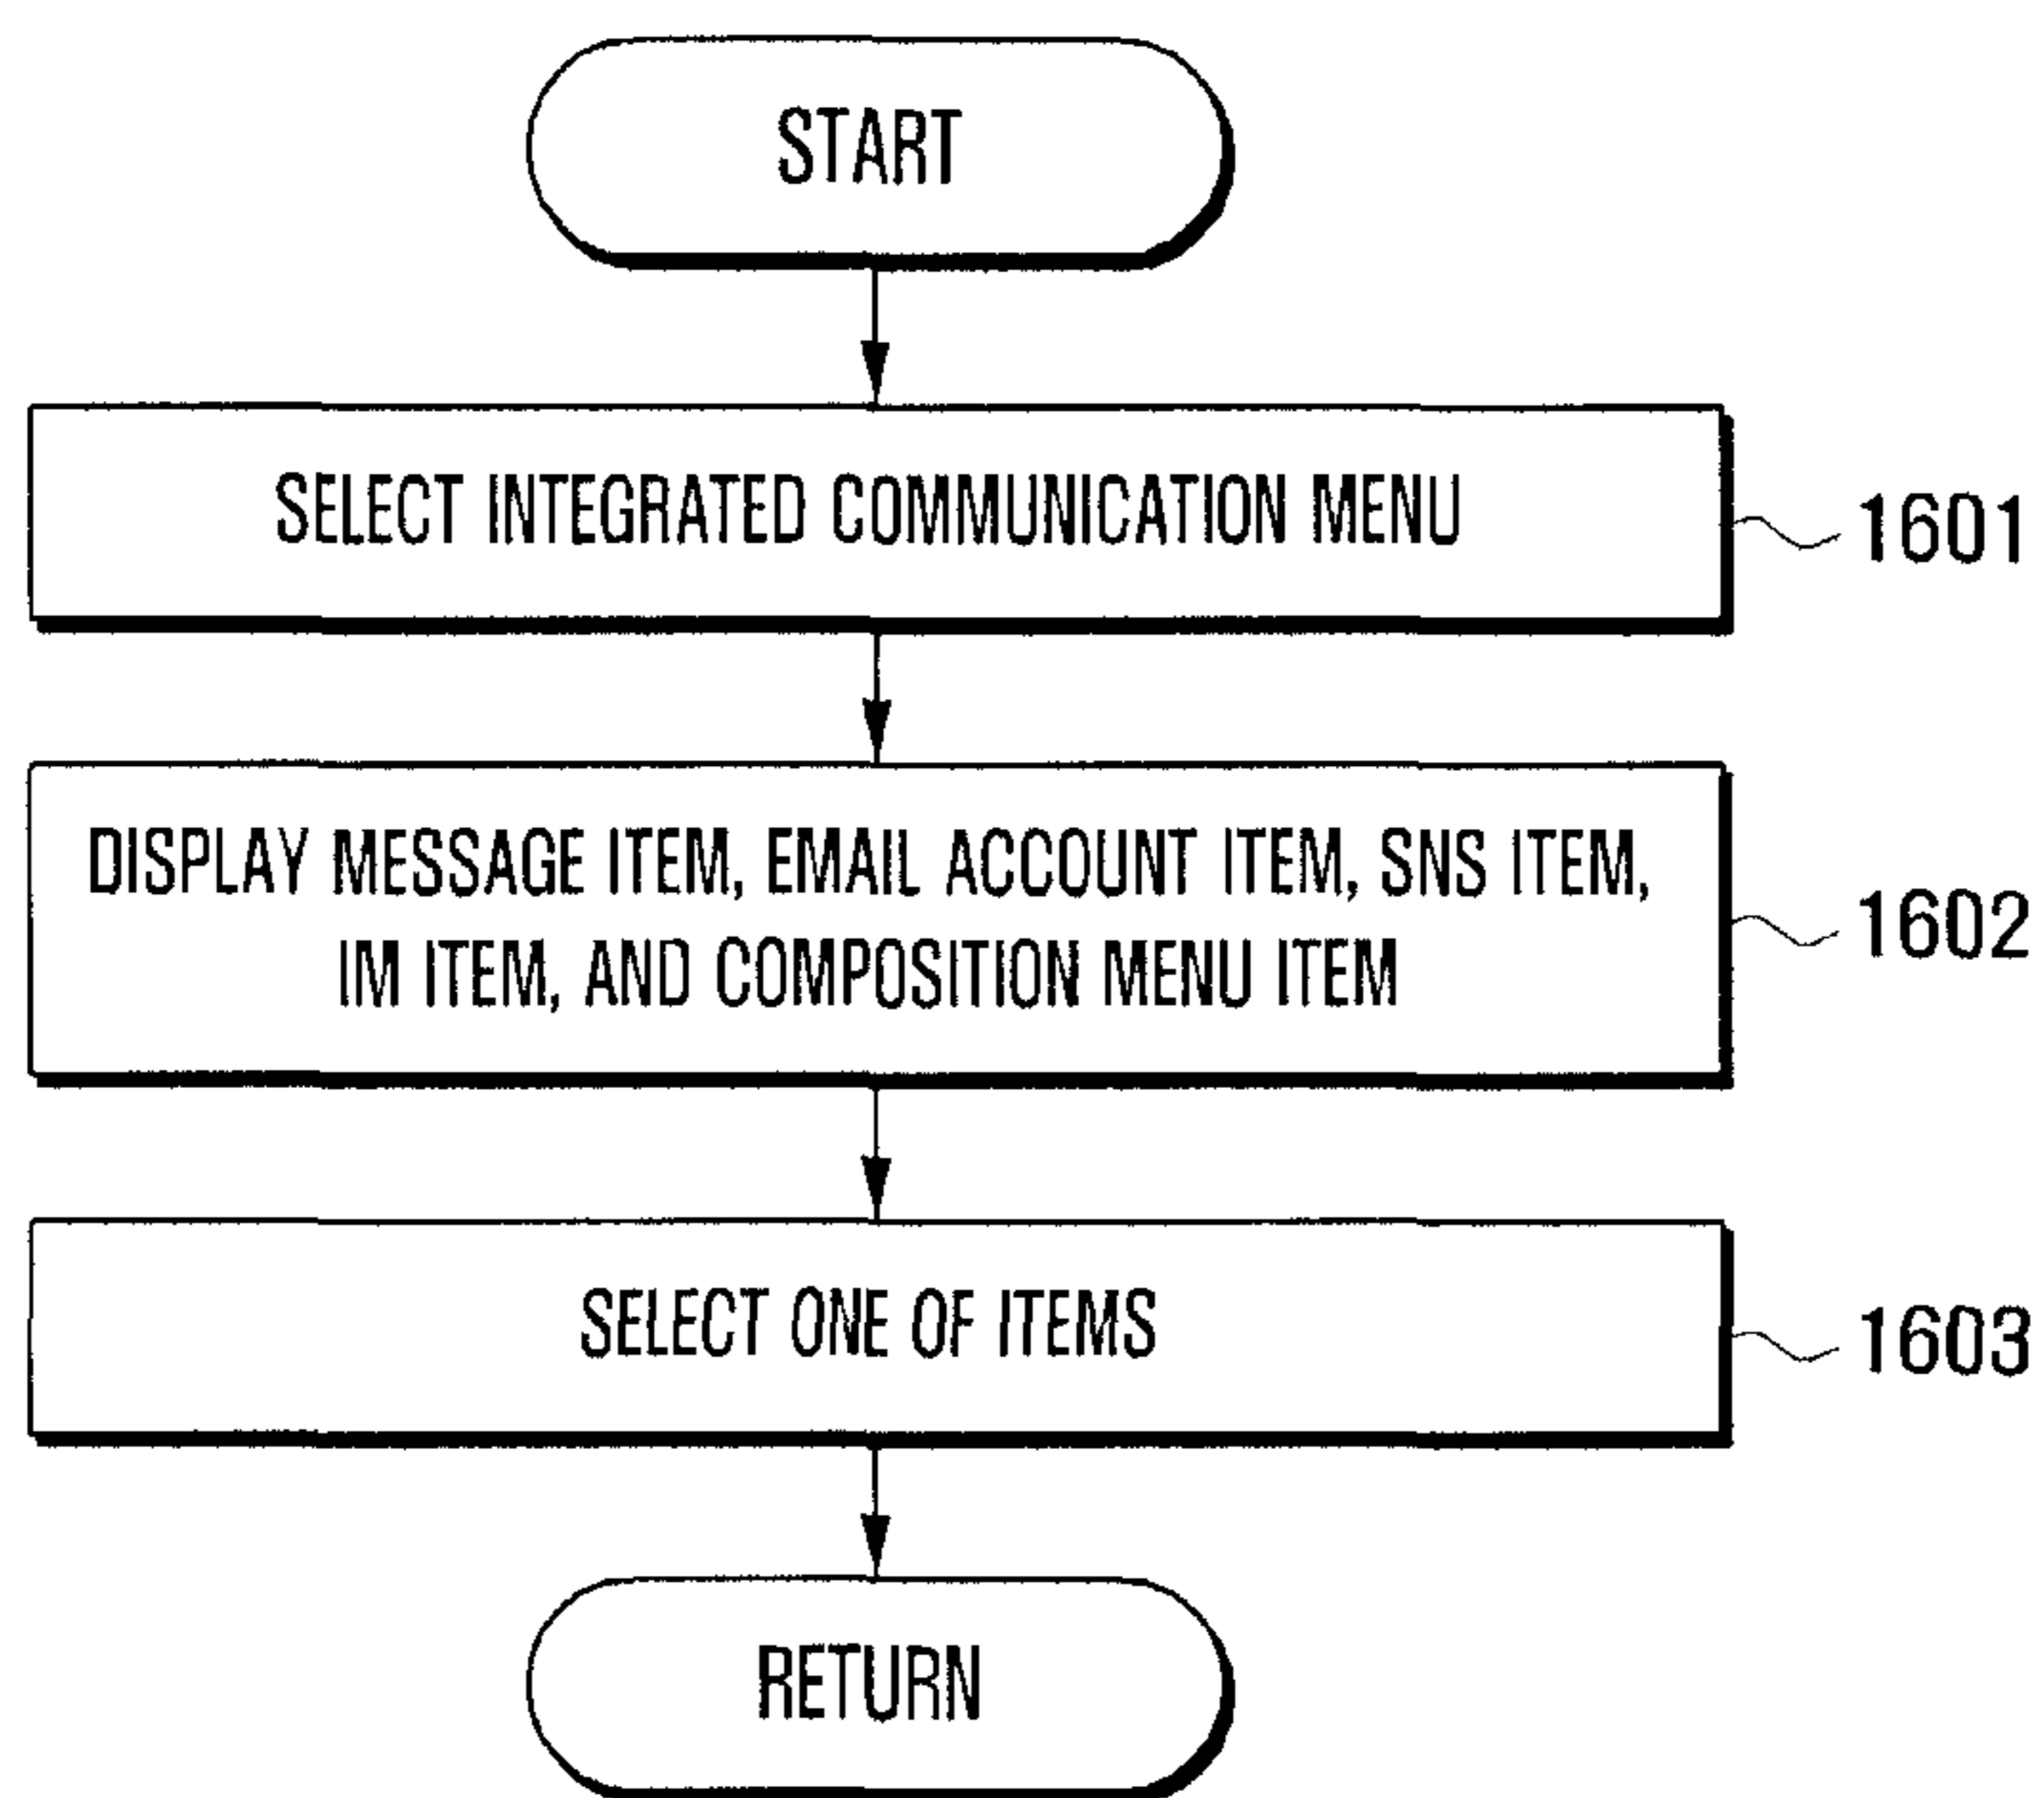 START
SELECT INTEGRATED COMMUNICATION MENU
1601
DISPLAY MESSAGE ITEM, EMAIL ACCOUNT ITEM, SNS ITEM,
IM ITEM, AND COMPOSITION MENU ITEM
1602
SELECT ONE OF ITEMS
1603
RETURN